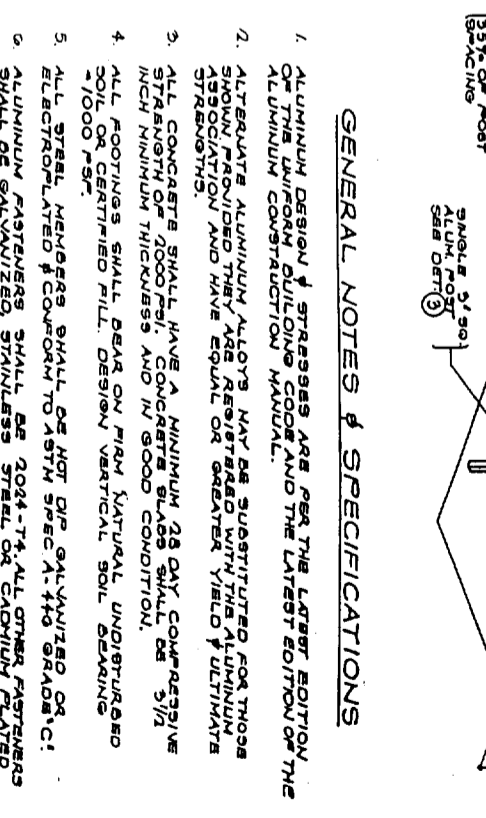 35% OF POST
SPACING
SINGLE 3" SQ.
ALUM. POST
SEE DET. 3
GENERAL NOTES & SPECIFICATIONS
1. ALUMINUM DESIGN & STRESSES ARE PER THE LATEST EDITION
OF THE UNIFORM BUILDING CODE AND THE LATEST EDITION OF THE
ALUMINUM CONSTRUCTION MANUAL.
2. ALTERNATE ALUMINUM ALLOYS MAY BE SUBSTITUTED FOR THOSE
SHOWN, PROVIDED THEY ARE REGISTERED WITH THE ALUMINUM
ASSOCIATION AND HAVE EQUAL OR GREATER YIELD & ULTIMATE
STRENGTHS.
3. ALL CONCRETE SHALL HAVE A MINIMUM 28 DAY COMPRESSIVE
STRENGTH OF 2000 PSI. CONCRETE SLABS SHALL BE 3 1/2
INCH MINIMUM THICKNESS AND IN GOOD CONDITION.
4. ALL FOOTINGS SHALL BEAR ON FIRM NATURAL UNDISTURBED
SOIL OR CERTIFIED FILL. DESIGN VERTICAL SOIL BEARING
= 1000 PSF.
5. ALL STEEL MEMBERS SHALL BE HOT DIP GALVANIZED OR
ELECTROPLATED & CONFORM TO ASTM SPEC. A-446 GRADE "C".
6. ALUMINUM FASTENERS SHALL BE 2024-T4. ALL OTHER FASTENERS
SHALL BE GALVANIZED, STAINLESS STEEL OR CADMIUM PLATED